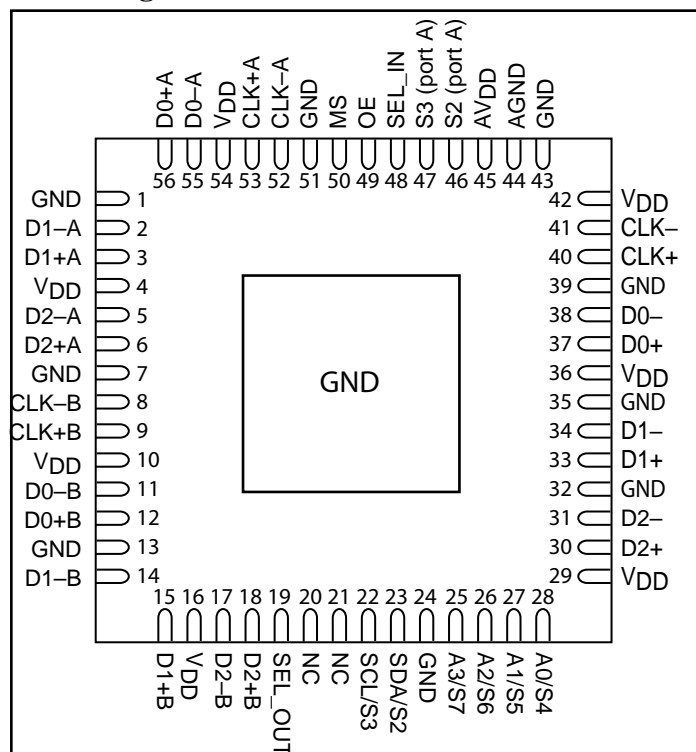 D0+A
D0–A
VDD
CLK+A
CLK–A
GND
MS
OE
SEL_IN
S3 (port A)
S2 (port A)
AVDD
AGND
GND
56 55 54 53 52 51 50 49 48 47 46 45 44 43
GND 1
D1–A 2
D1+A 3
VDD 4
D2–A 5
D2+A 6
GND 7
CLK–B 8
CLK+B 9
VDD 10
D0–B 11
D0+B 12
GND 13
D1–B 14
GND
42 VDD
41 CLK–
40 CLK+
39 GND
38 D0–
37 D0+
36 VDD
35 GND
34 D1–
33 D1+
32 GND
31 D2–
30 D2+
29 VDD
15 16 17 18 19 20 21 22 23 24 25 26 27 28
D1+B
VDD
D2–B
D2+B
SEL_OUT
NC
NC
SCL/S3
SDA/S2
GND
A3/S7
A2/S6
A1/S5
A0/S4